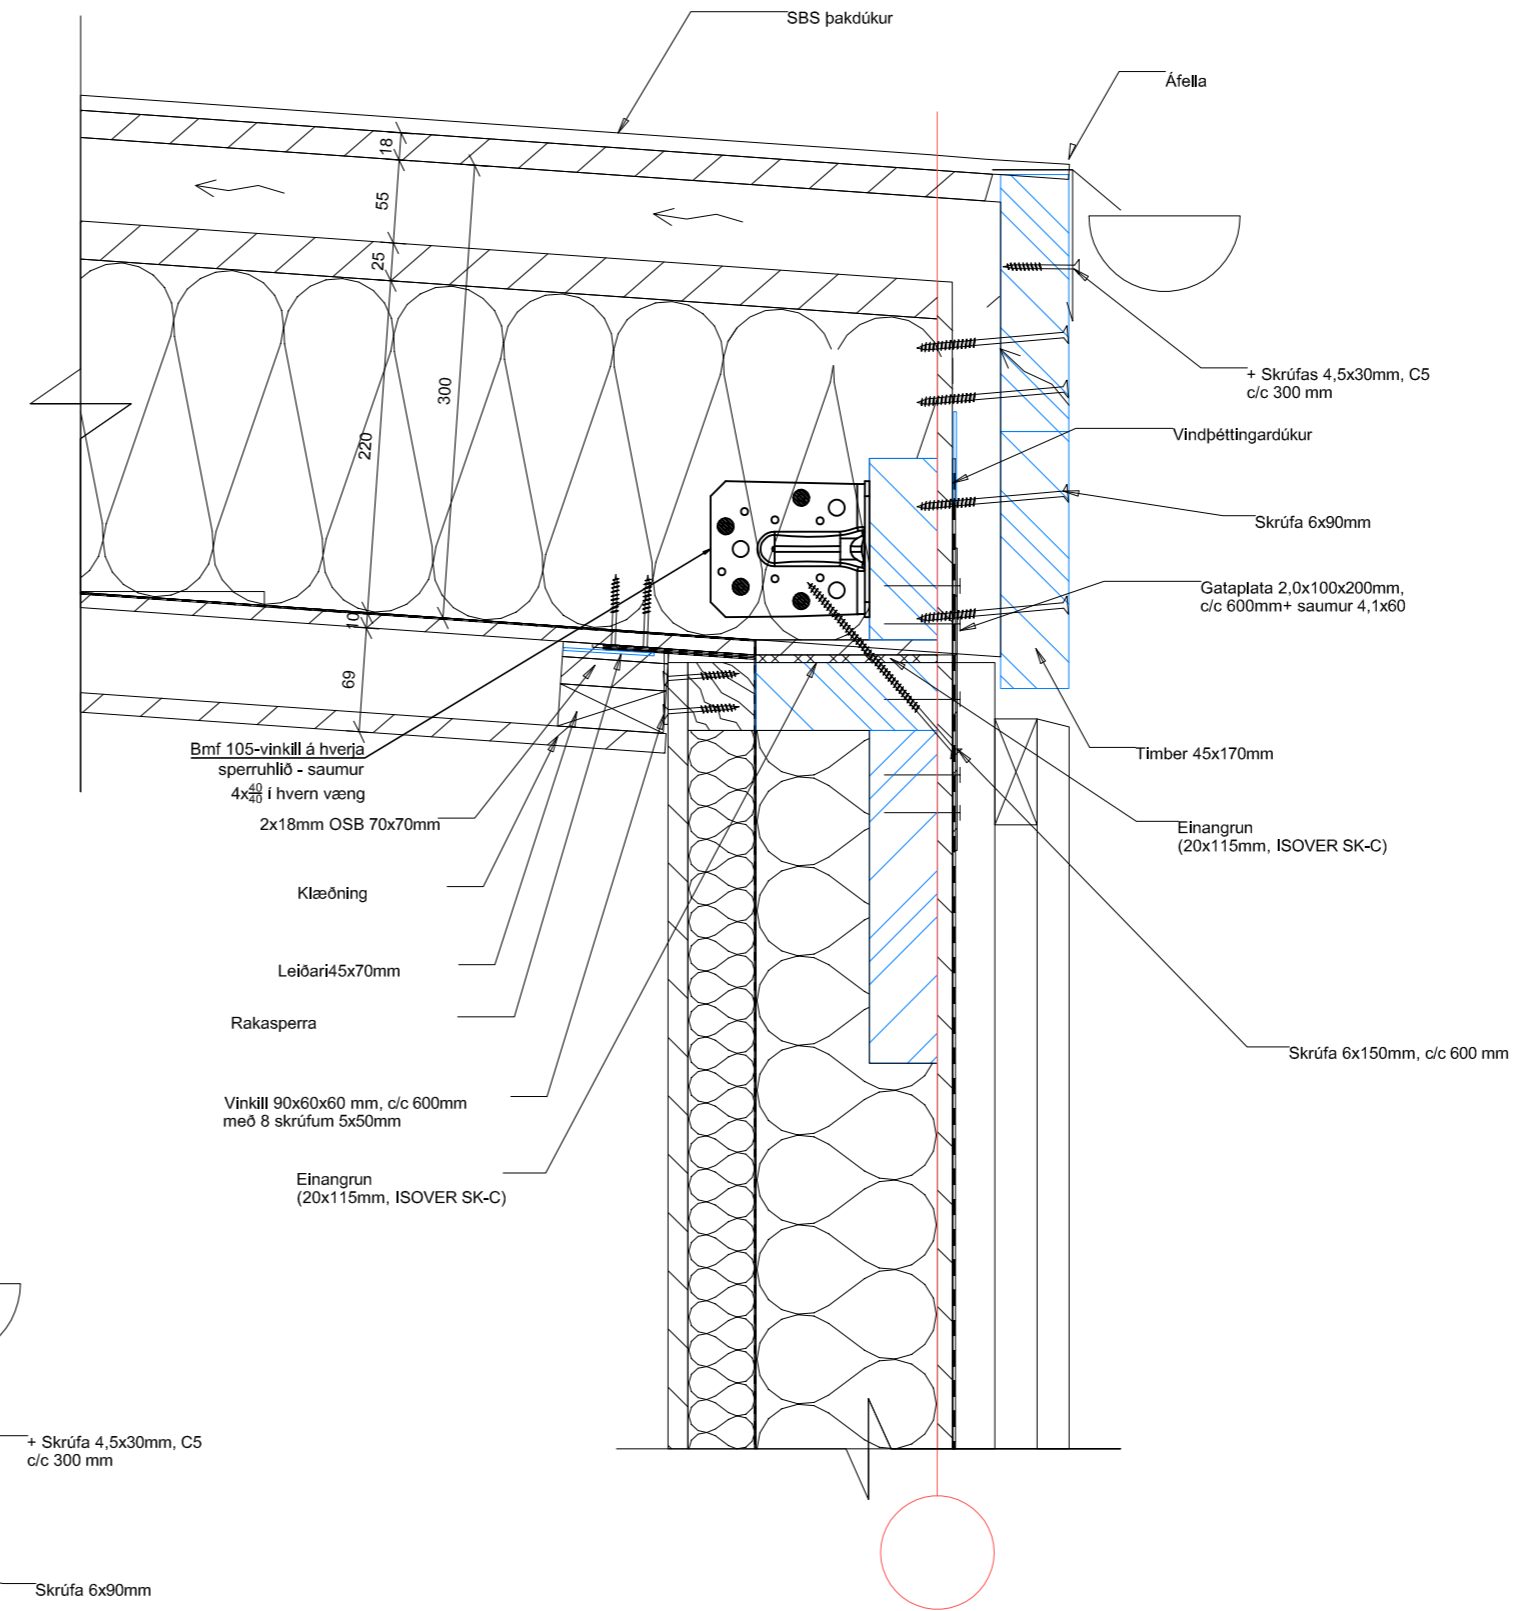 SBS þakdúkur
Áfella
18
55
25
300
220
10
69
+ Skrúfas 4,5x30mm, C5
c/c 300 mm
Vindþéttingardúkur
Skrúfa 6x90mm
Gataplata 2,0x100x200mm,
c/c 600mm+ saumur 4,1x60
Timber 45x170mm
Einangrun
(20x115mm, ISOVER SK-C)
Skrúfa 6x150mm, c/c 600 mm
Bmf 105-vinkill á hverja
sperruhlið - saumur
4x40/40 í hvern væng
2x18mm OSB 70x70mm
Klæðning
Leiðari45x70mm
Rakasperra
Vinkill 90x60x60 mm, c/c 600mm
með 8 skrúfum 5x50mm
Einangrun
(20x115mm, ISOVER SK-C)
+ Skrúfa 4,5x30mm, C5
c/c 300 mm
Skrúfa 6x90mm